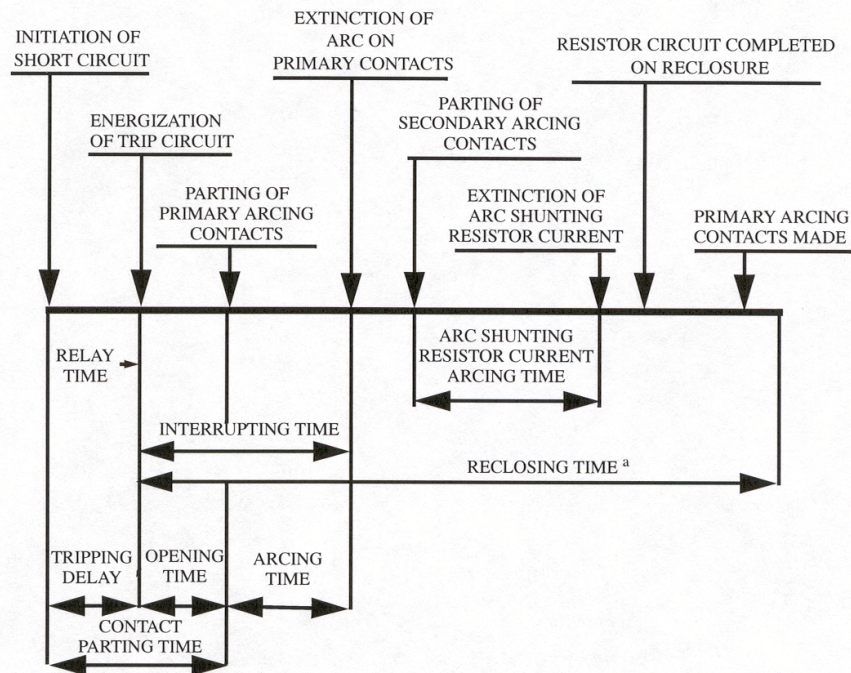 INITIATION OF
SHORT CIRCUIT
ENERGIZATION
OF TRIP CIRCUIT
PARTING OF
PRIMARY ARCING
CONTACTS
EXTINCTION OF
ARC ON
PRIMARY CONTACTS
PARTING OF
SECONDARY ARCING
CONTACTS
EXTINCTION OF
ARC SHUNTING
RESISTOR CURRENT
RESISTOR CIRCUIT COMPLETED
ON RECLOSURE
PRIMARY ARCING
CONTACTS MADE
RELAY
TIME
ARC SHUNTING
RESISTOR CURRENT
ARCING TIME
INTERRUPTING TIME
RECLOSING TIME a
TRIPPING
DELAY
OPENING
TIME
ARCING
TIME
CONTACT
PARTING TIME